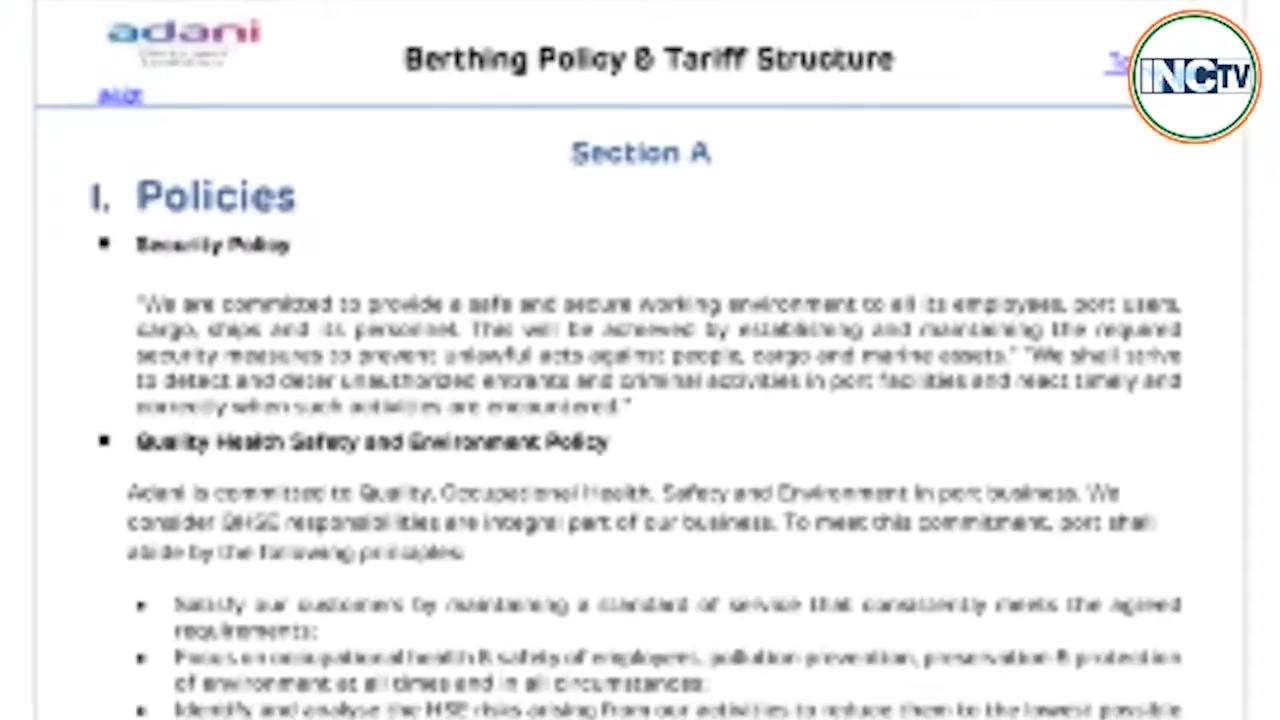 adani
Berthing Policy & Tariff Structure
INCTV
Section A
I. Policies
▪ Security Policy
"We are committed to provide a safe and secure working environment to all its employees, port users,
cargo, ships and its personnel. This will be achieved by establishing and maintaining the required
security measures to prevent unlawful acts against people, cargo and marine assets." "We shall strive
to detect and deter unauthorized entrants and criminal activities in port facilities and react timely and
correctly when such activities are encountered."
▪ Quality Health Safety and Environment Policy
Adani is committed to Quality, Occupational Health, Safety and Environment in port business. We
consider QHSE responsibilities are integral part of our business. To meet this commitment, port shall
abide by the following principles:
• Satisfy our customers by maintaining a standard of service that consistently meets the agreed
requirements;
• Focus on occupational health & safety of employees, pollution prevention, preservation & protection
of environment at all times and in all circumstances;
• Identify and analyse the HSE risks arising from our activities to reduce them to the lowest possible